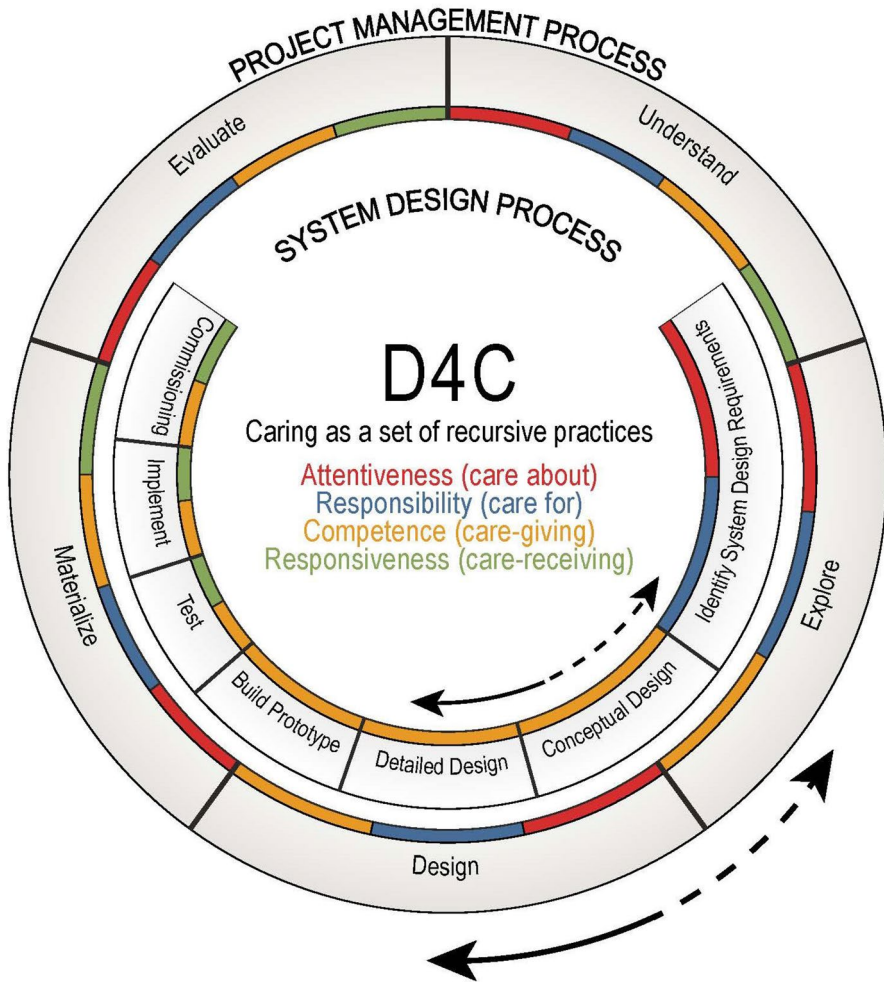 PROJECT MANAGEMENT PROCESS
Understand
Explore
Design
Materialize
Evaluate
SYSTEM DESIGN PROCESS
Identify System Design Requirements
Conceptual Design
Detailed Design
Build Prototype
Test
Implement
Commissioning
D4C
Caring as a set of recursive practices
Attentiveness (care about)
Responsibility (care for)
Competence (care-giving)
Responsiveness (care-receiving)